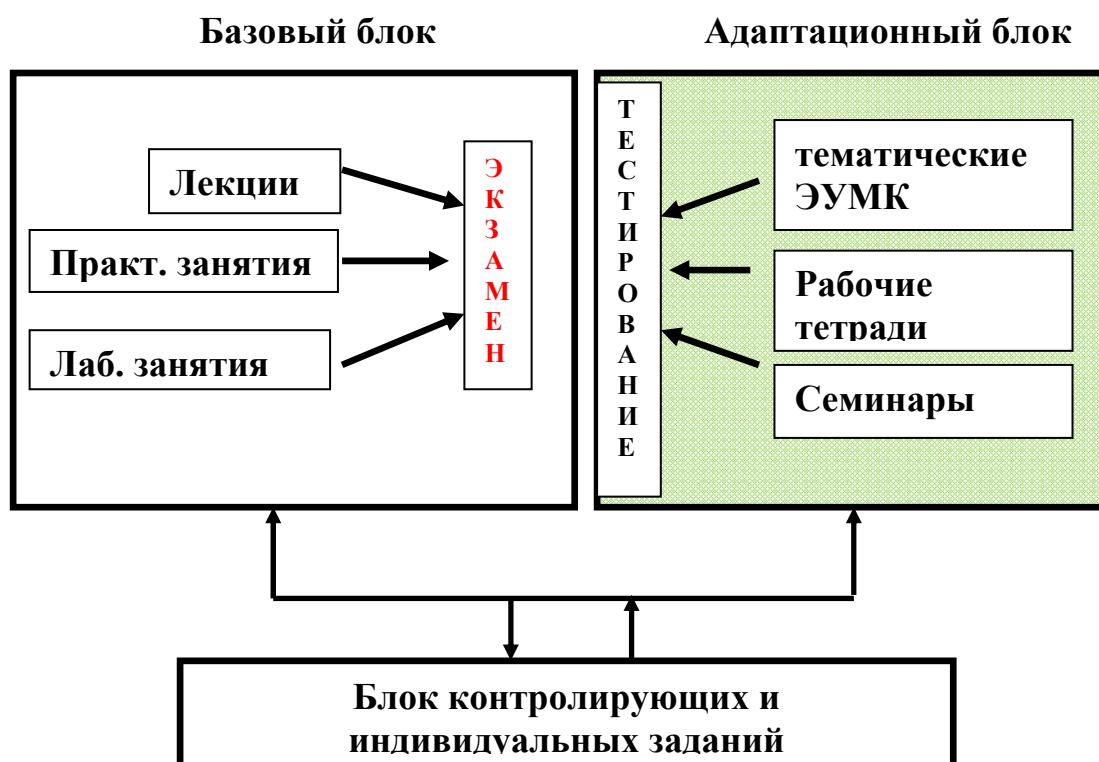 Базовый блок
Адаптационный блок
Лекции
Практ. занятия
Лаб. занятия
ЭКЗАМЕН
ТЕСТИРОВАНИЕ
тематические
ЭУМК
Рабочие
тетради
Семинары
Блок контролирующих и
индивидуальных заданий